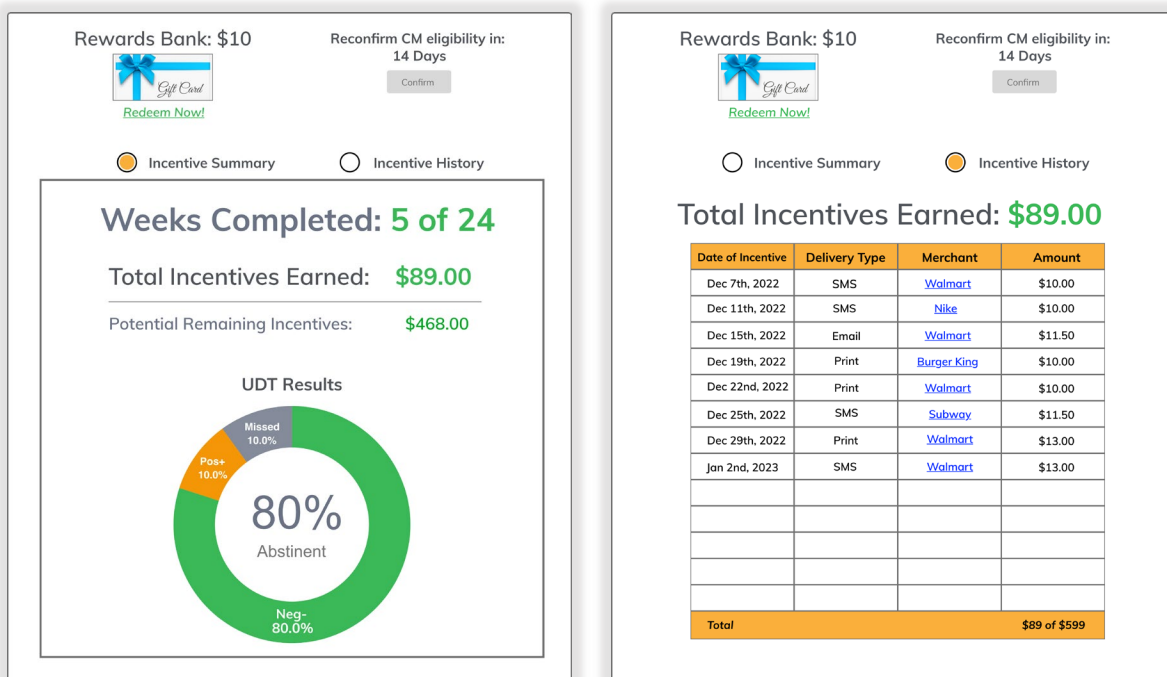 Rewards Bank: $10
Gift Card
Redeem Now!
Reconfirm CM eligibility in:
14 Days
Confirm
Incentive Summary
Incentive History
Weeks Completed: 5 of 24
Total Incentives Earned: $89.00
Potential Remaining Incentives: $468.00
UDT Results
Missed
10.0%
Pos+
10.0%
80%
Abstinent
Neg-
80.0%
Rewards Bank: $10
Gift Card
Redeem Now!
Reconfirm CM eligibility in:
14 Days
Confirm
Incentive Summary
Incentive History
Total Incentives Earned: $89.00
Date of Incentive Delivery Type Merchant Amount
Dec 7th, 2022 SMS Walmart $10.00
Dec 11th, 2022 SMS Nike $10.00
Dec 15th, 2022 Email Walmart $11.50
Dec 19th, 2022 Print Burger King $10.00
Dec 22nd, 2022 Print Walmart $10.00
Dec 25th, 2022 SMS Subway $11.50
Dec 29th, 2022 Print Walmart $13.00
Jan 2nd, 2023 SMS Walmart $13.00
Total $89 of $599